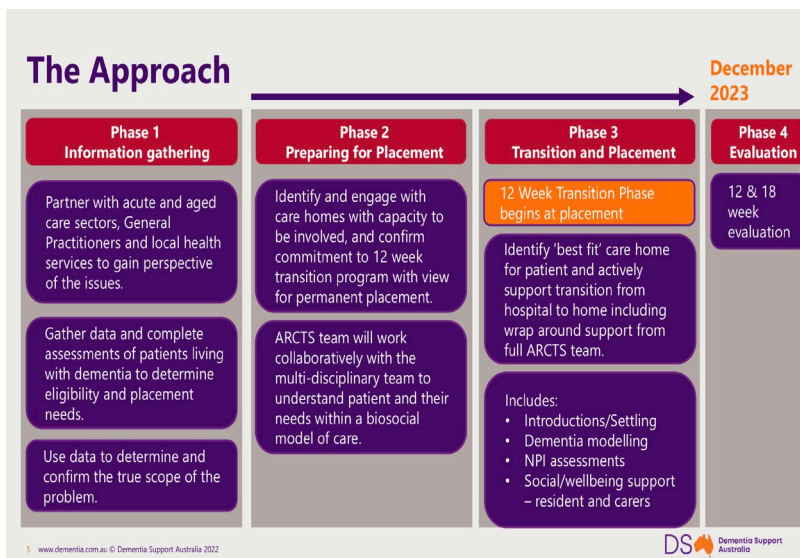 The Approach
December
2023
Phase 1
Information gathering
Partner with acute and aged
care sectors, General
Practitioners and local health
services to gain perspective
of the issues.
Gather data and complete
assessments of patients living
with dementia to determine
eligibility and placement
needs.
Use data to determine and
confirm the true scope of the
problem.
Phase 2
Preparing for Placement
Identify and engage with
care homes with capacity to
be involved, and confirm
commitment to 12 week
transition program with view
for permanent placement.
ARCTS team will work
collaboratively with the
multi-disciplinary team to
understand patient and their
needs within a biosocial
model of care.
Phase 3
Transition and Placement
12 Week Transition Phase
begins at placement
Identify ‘best fit’ care home
for patient and actively
support transition from
hospital to home including
wrap around support from
full ARCTS team.
Includes:
• Introductions/Settling
• Dementia modelling
• NPI assessments
• Social/wellbeing support
– resident and carers
Phase 4
Evaluation
12 & 18
week
evaluation
5 www.dementia.com.au © Dementia Support Australia 2022
DS
Dementia Support
Australia